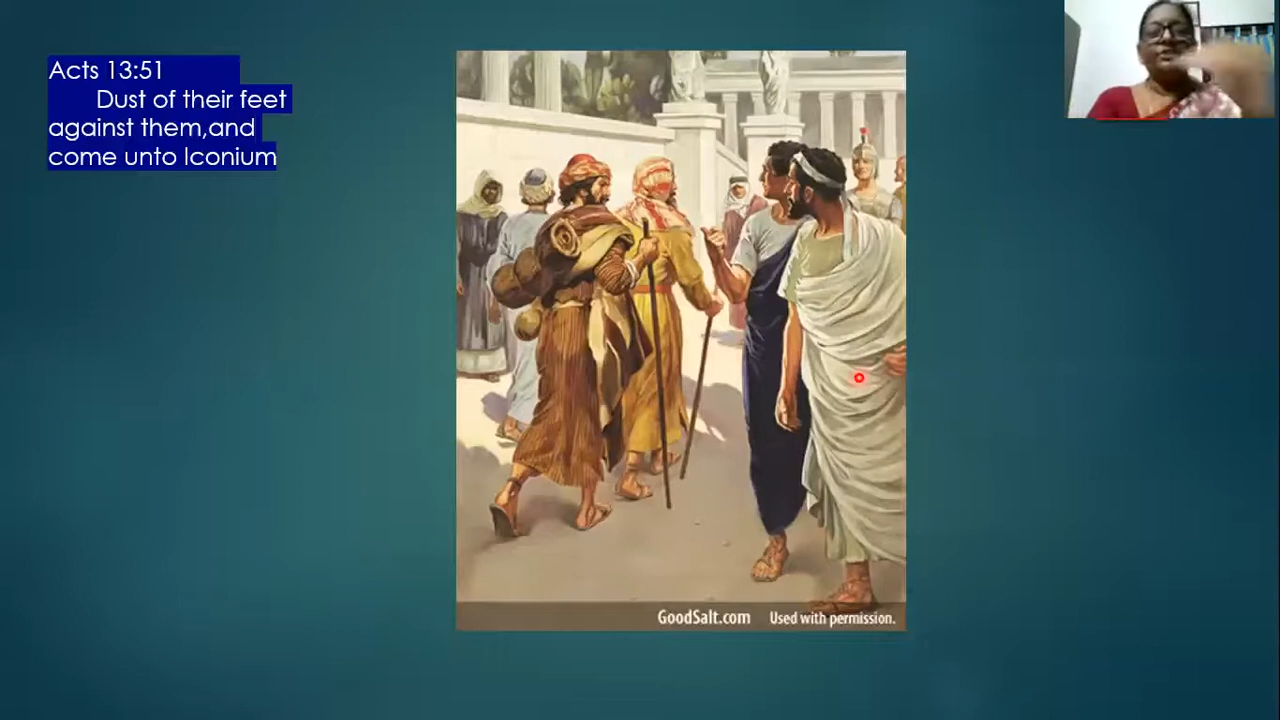 Acts 13:51
Dust of their feet
against them,and
come unto Iconium
GoodSalt.com Used with permission.